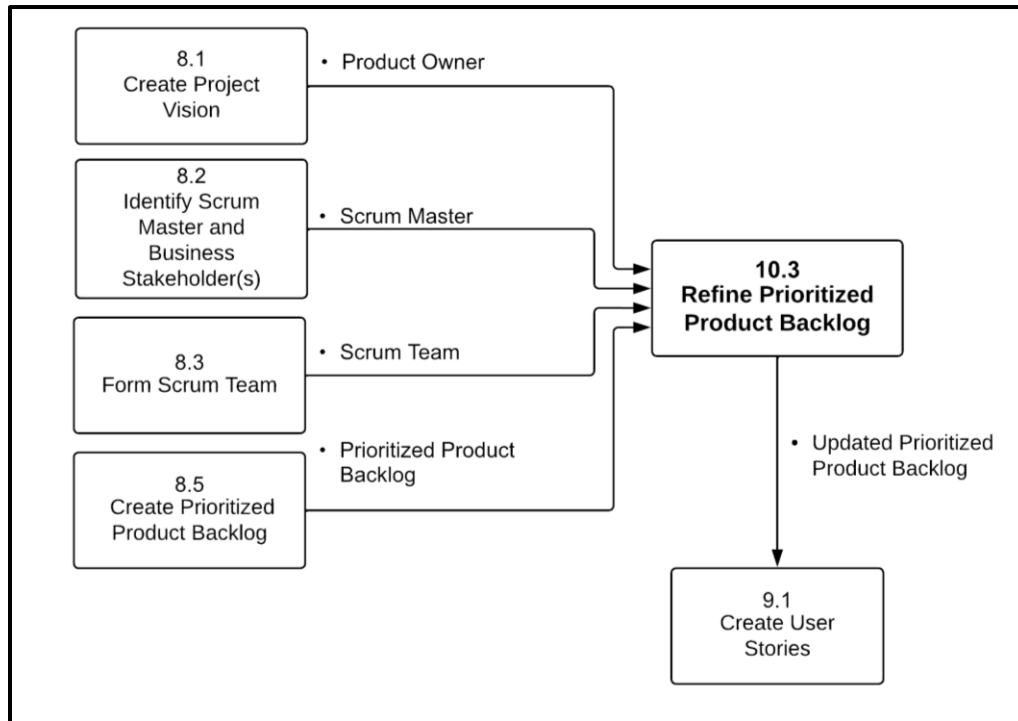 8.1
Create Project
Vision
• Product Owner
8.2
Identify Scrum
Master and
Business
Stakeholder(s)
• Scrum Master
8.3
Form Scrum Team
• Scrum Team
8.5
Create Prioritized
Product Backlog
• Prioritized Product
Backlog
10.3
Refine Prioritized
Product Backlog
• Updated Prioritized
Product Backlog
9.1
Create User
Stories